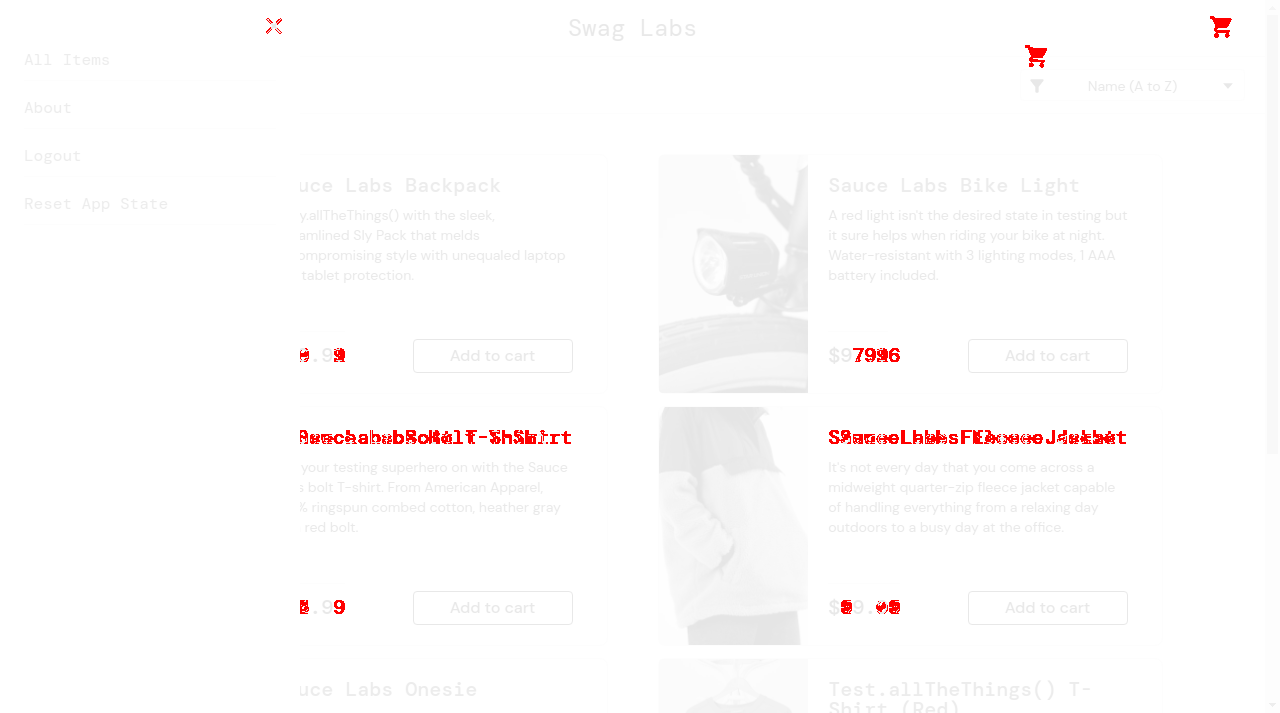 Swag Labs
All Items
Name (A to Z)
About
Logout
Reset App State
uce Labs Backpack
y.allTheThings() with the sleek,
amlined Sly Pack that melds
ompromising style with unequaled laptop
tablet protection.
Add to cart
Sauce Labs Bike Light
A red light isn't the desired state in testing but
it sure helps when riding your bike at night.
Water-resistant with 3 lighting modes, 1 AAA
battery included.
Add to cart
your testing superhero on with the Sauce
s bolt T-shirt. From American Apparel,
% ringspun combed cotton, heather gray
red bolt.
Add to cart
It's not every day that you come across a
midweight quarter-zip fleece jacket capable
of handling everything from a relaxing day
outdoors to a busy day at the office.
Add to cart
uce Labs Onesie
Test.allTheThings() T-
Shirt (Red)